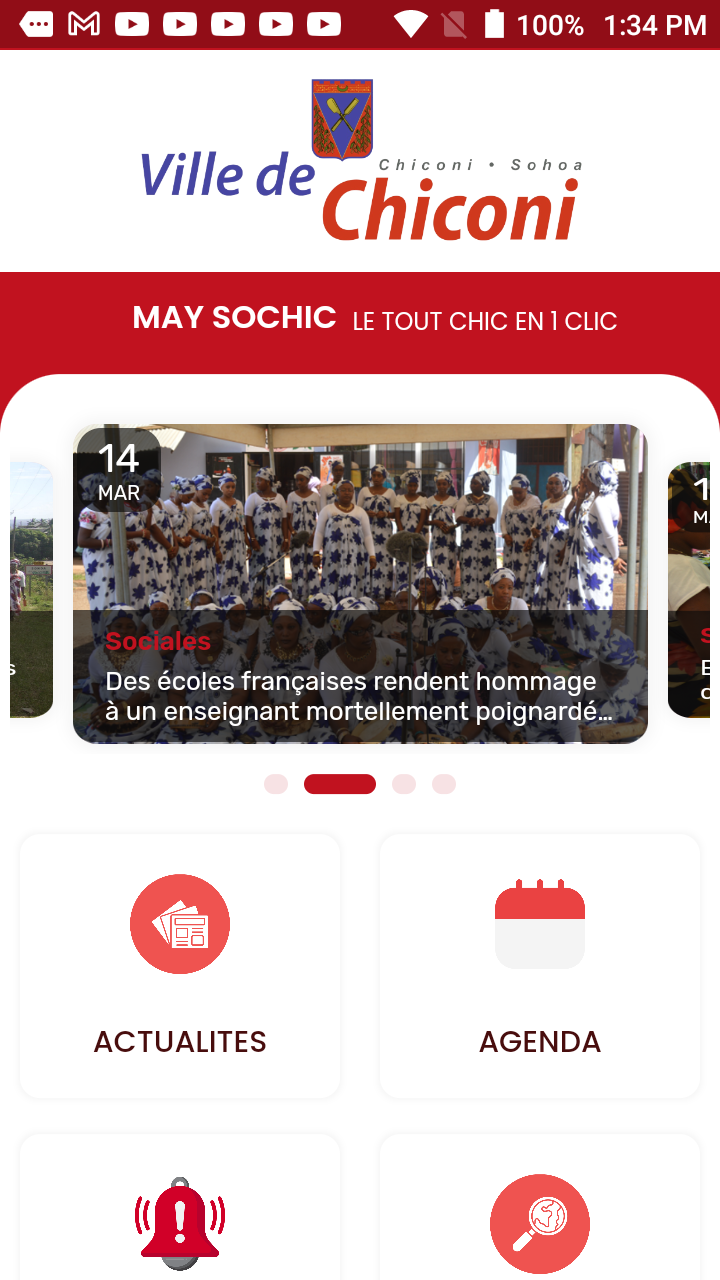 100% 1:34 PM
Ville de
Chiconi • Sohoa
Chiconi
MAY SOCHIC LE TOUT CHIC EN 1 CLIC
14
MAR
Sociales
Des écoles françaises rendent hommage
à un enseignant mortellement poignardé...
ACTUALITES
AGENDA